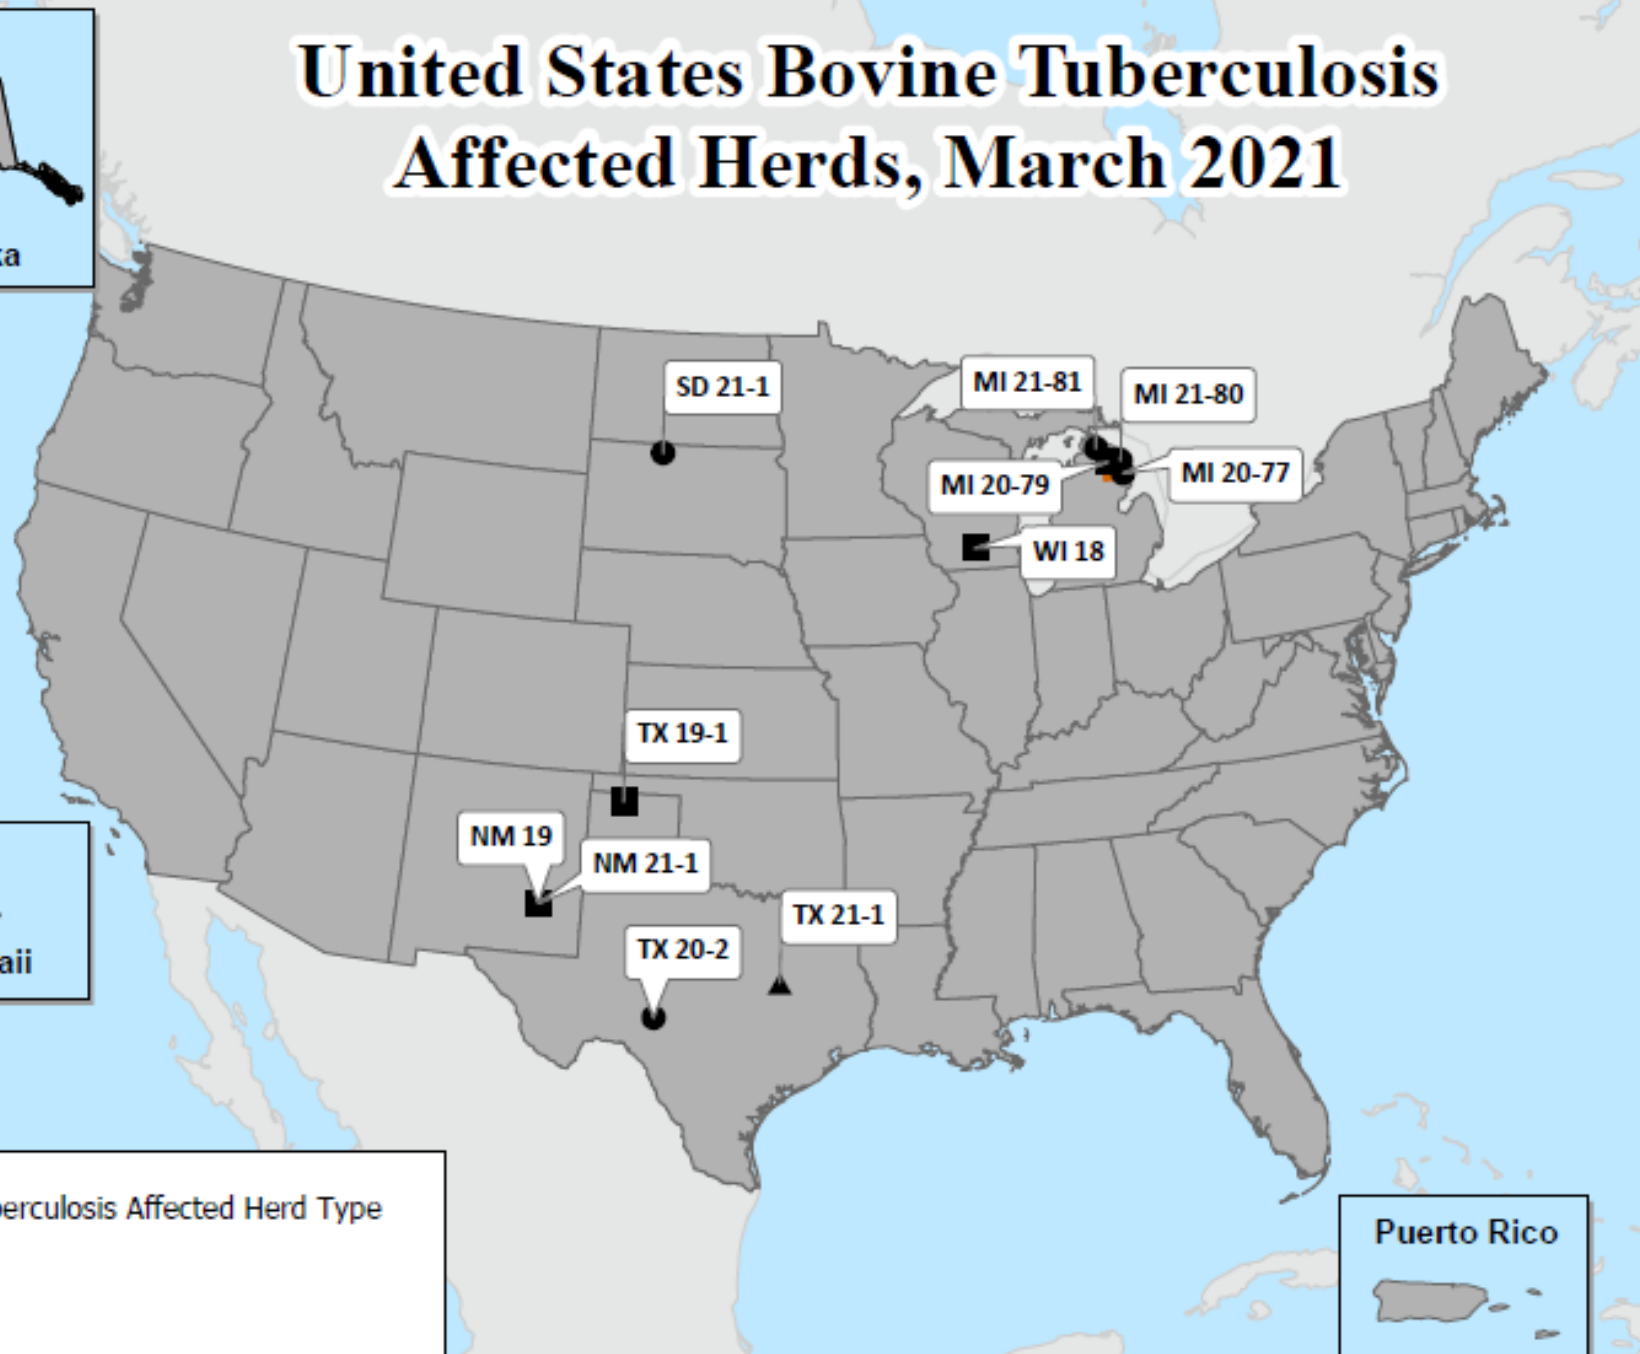 United States Bovine Tuberculosis
Affected Herds, March 2021
SD 21-1
MI 21-81
MI 21-80
MI 20-79
MI 20-77
WI 18
TX 19-1
NM 19
NM 21-1
TX 21-1
TX 20-2
Affected Herd Type
Puerto Rico